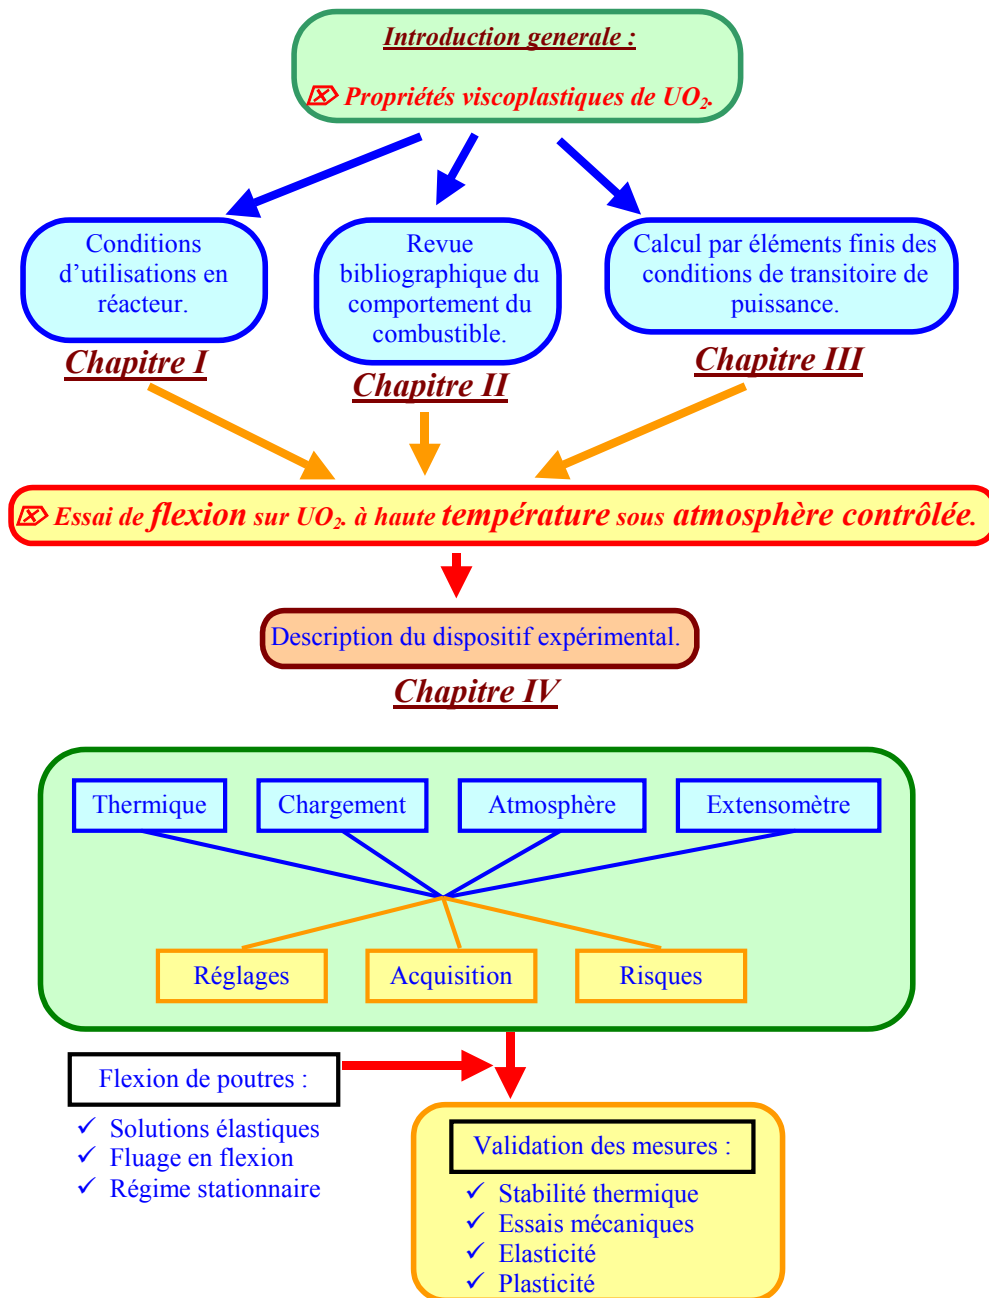 Introduction generale :
Propriétés viscoplastiques de UO₂.
Conditions
d’utilisations en
réacteur.
Chapitre I
Revue
bibliographique du
comportement du
combustible.
Chapitre II
Calcul par éléments finis des
conditions de transitoire de
puissance.
Chapitre III
Essai de flexion sur UO₂. à haute température sous atmosphère contrôlée.
Description du dispositif expérimental.
Chapitre IV
Thermique
Chargement
Atmosphère
Extensomètre
Réglages
Acquisition
Risques
Flexion de poutres :
✓ Solutions élastiques
✓ Fluage en flexion
✓ Régime stationnaire
Validation des mesures :
✓ Stabilité thermique
✓ Essais mécaniques
✓ Elasticité
✓ Plasticité